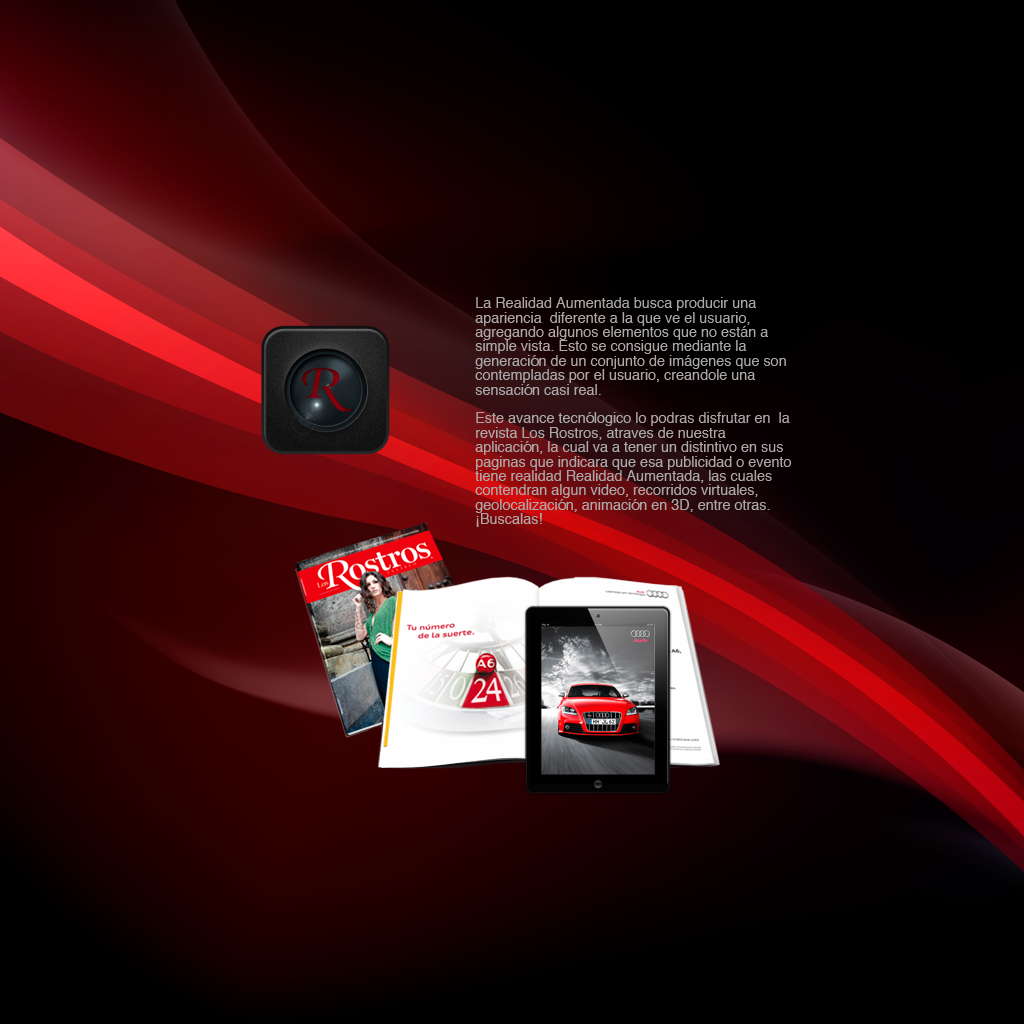 La Realidad Aumentada busca producir una
apariencia  diferente a la que ve el usuario,
agregando algunos elementos que no están a
simple vista. Esto se consigue mediante la
generación de un conjunto de imágenes que son
contempladas por el usuario, creandole una
sensación casi real.
Este avance tecnólogico lo podras disfrutar en  la
revista Los Rostros, atraves de nuestra
aplicación, la cual va a tener un distintivo en sus
paginas que indicara que esa publicidad o evento
tiene realidad Realidad Aumentada, las cuales
contendran algun video, recorridos virtuales,
geolocalización, animación en 3D, entre otras.
¡Buscalas!
R
Los Rostros
Tu número
de la suerte.
A6
0 24
Audi
A6,